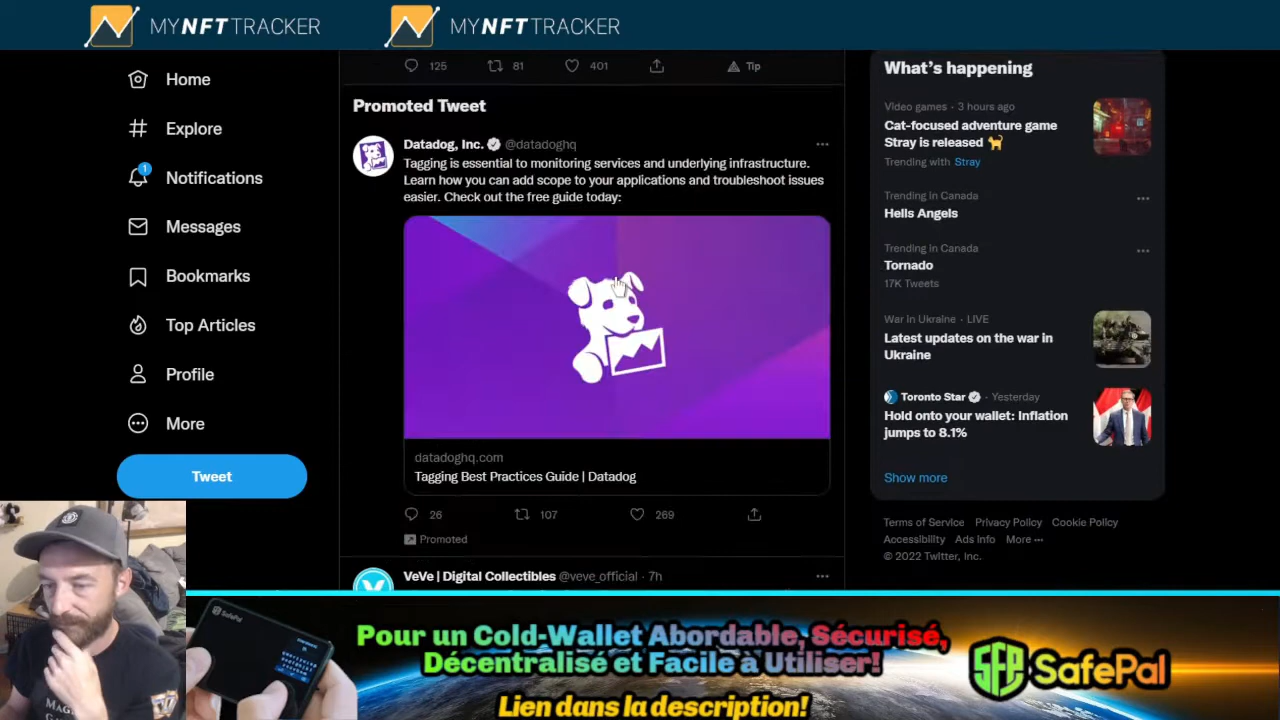 MYNFTTRACKER
MYNFTTRACKER
125 81 401 Tip
Promoted Tweet
Datadog, Inc. @datadoghq
Tagging is essential to monitoring services and underlying infrastructure.
Learn how you can add scope to your applications and troubleshoot issues
easier. Check out the free guide today:
datadoghq.com
Tagging Best Practices Guide | Datadog
26 107 269
Promoted
VeVe | Digital Collectibles @veve_official · 7h
Home
Explore
1
Notifications
Messages
Bookmarks
Top Articles
Profile
More
Tweet
What's happening
Video games · 3 hours ago
Cat-focused adventure game
Stray is released
Trending with Stray
Trending in Canada
Hells Angels
Trending in Canada
Tornado
17K Tweets
War in Ukraine · LIVE
Latest updates on the war in
Ukraine
Toronto Star · Yesterday
Hold onto your wallet: Inflation
jumps to 8.1%
Show more
Terms of Service Privacy Policy Cookie Policy
Accessibility Ads info More ···
© 2022 Twitter, Inc.
SafePal
Pour un Cold-Wallet Abordable, Sécurisé,
Décentralisé et Facile à Utiliser!
Lien dans la description!
SafePal